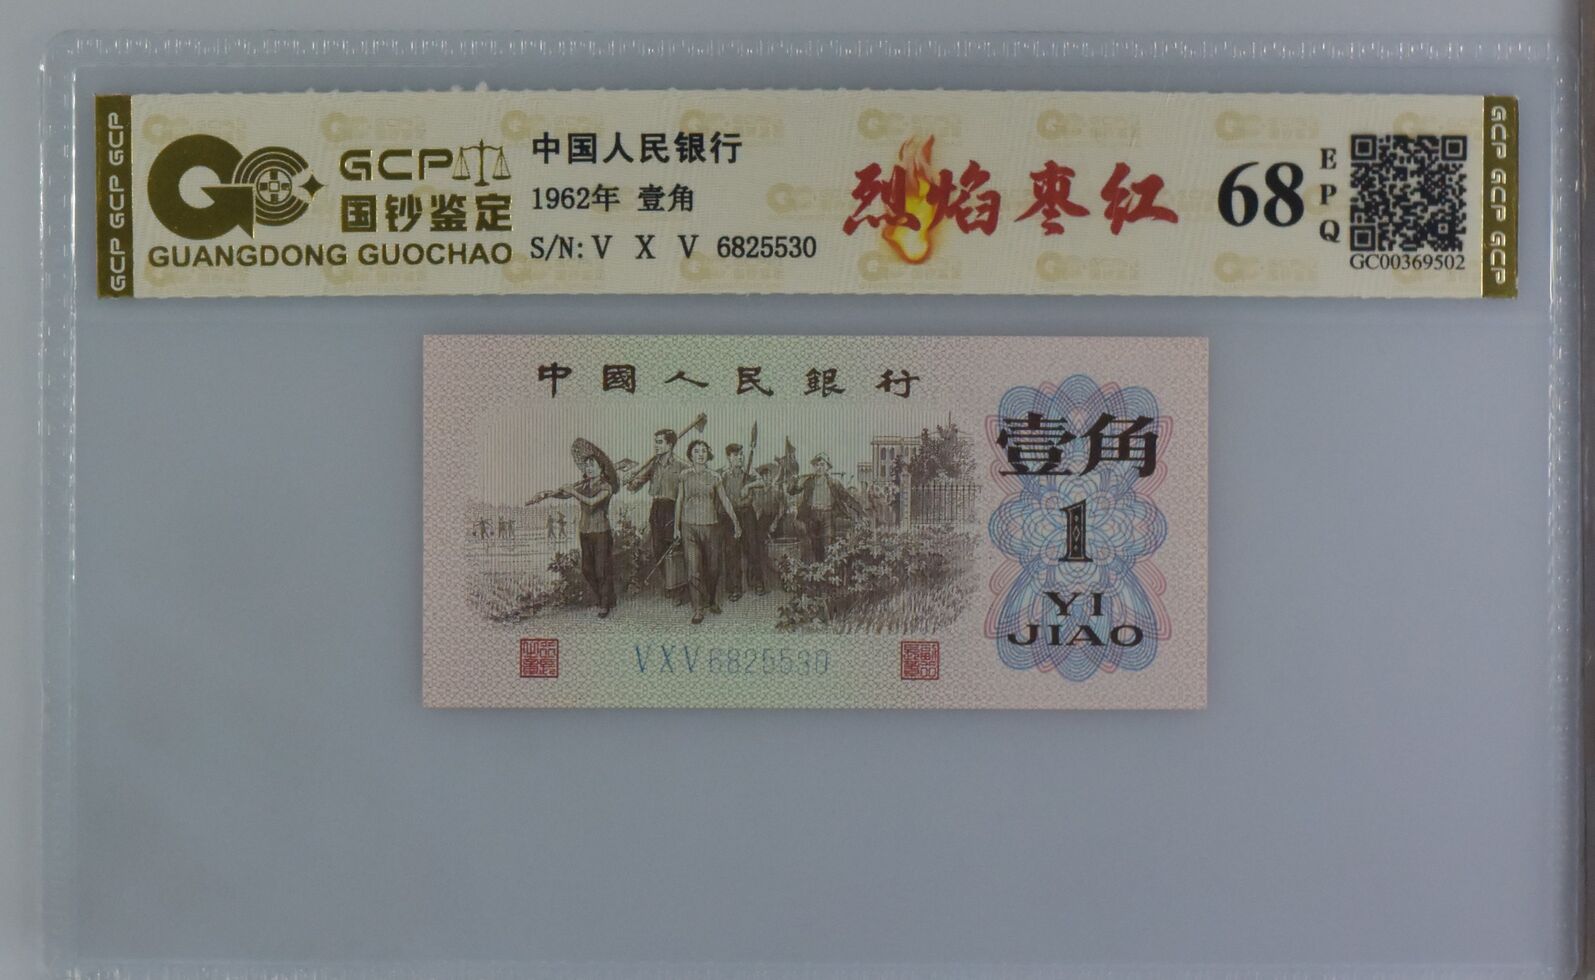 GCP GCP GCP
GCP
国钞鉴定
GUANGDONG GUOCHAO
中国人民银行
1962年 壹角
S/N: V X V 6825530
烈焰枣红
68
E
P
Q
GC00369502
GCP GCP GCP
中國人民銀行
壹角
1
YI
JIAO
VXV6825530